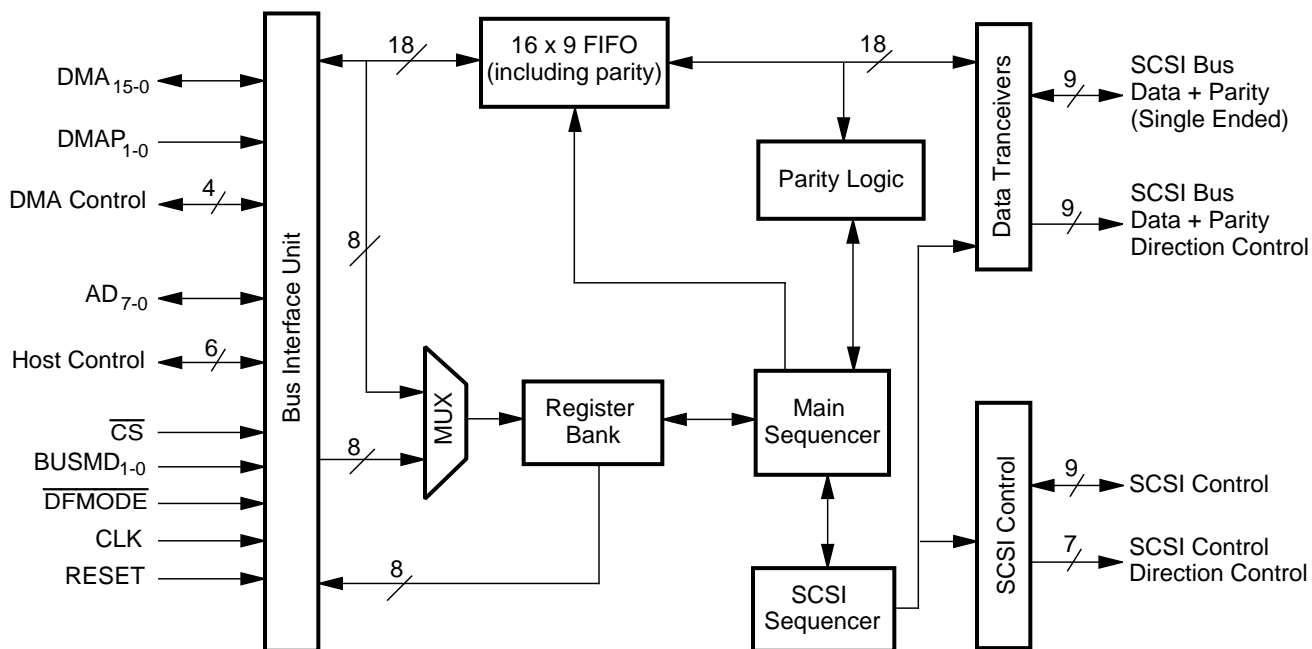 DMA15-0
DMAP1-0
DMA Control
4
AD7-0
Host Control
6
CS
BUSMD1-0
DFMODE
CLK
RESET
Bus Interface Unit
18
16 x 9 FIFO
(including parity)
18
8
8
8
MUX
Register
Bank
Parity Logic
Main
Sequencer
SCSI
Sequencer
Data Tranceivers
9
SCSI Bus
Data + Parity
(Single Ended)
9
SCSI Bus
Data + Parity
Direction Control
SCSI Control
9
SCSI Control
7
SCSI Control
Direction Control